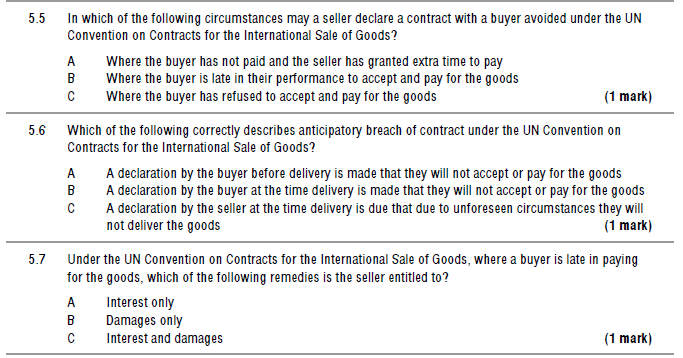 5.5 In which of the following circumstances may a seller declare a contract with a buyer avoided under the UN
Convention on Contracts for the International Sale of Goods?
A Where the buyer has not paid and the seller has granted extra time to pay
B Where the buyer is late in their performance to accept and pay for the goods
C Where the buyer has refused to accept and pay for the goods (1 mark)
5.6 Which of the following correctly describes anticipatory breach of contract under the UN Convention on
Contracts for the International Sale of Goods?
A A declaration by the buyer before delivery is made that they will not accept or pay for the goods
B A declaration by the buyer at the time delivery is made that they will not accept or pay for the goods
C A declaration by the seller at the time delivery is due that due to unforeseen circumstances they will
not deliver the goods (1 mark)
5.7 Under the UN Convention on Contracts for the International Sale of Goods, where a buyer is late in paying
for the goods, which of the following remedies is the seller entitled to?
A Interest only
B Damages only
C Interest and damages (1 mark)